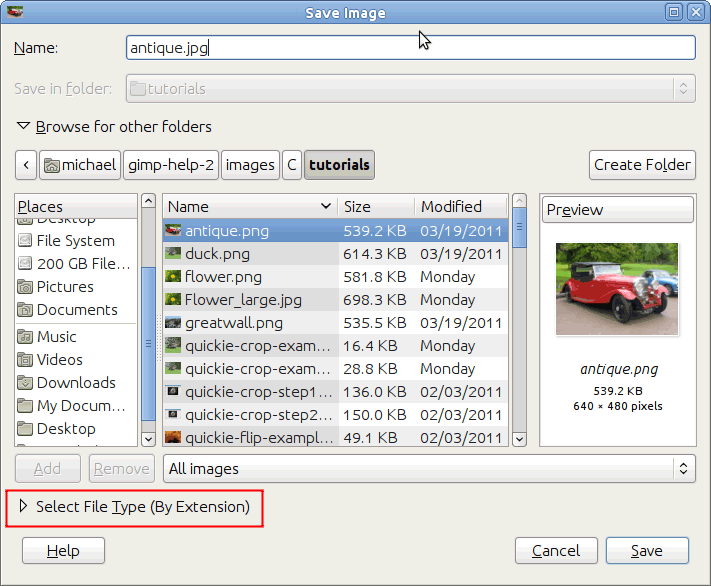 Save Image
Name: antique.jpg
Save in folder: tutorials
Browse for other folders
michael gimp-help-2 images C tutorials Create Folder
Places
Desktop
File System
200 GB File...
Pictures
Documents
Music
Videos
Downloads
My Docum...
Desktop
Name Size Modified
antique.png 539.2 KB 03/19/2011
duck.png 614.3 KB 03/19/2011
flower.png 581.8 KB Monday
Flower_large.jpg 698.3 KB Monday
greatwall.png 535.5 KB 03/19/2011
quickie-crop-exam... 16.4 KB Monday
quickie-crop-exam... 28.8 KB Monday
quickie-crop-step1... 136.0 KB 02/03/2011
quickie-crop-step2... 150.0 KB 02/03/2011
quickie-flip-exampl... 49.1 KB 02/03/2011
Preview
antique.png
539.2 KB
640 × 480 pixels
Add Remove All images
Select File Type (By Extension)
Help Cancel Save